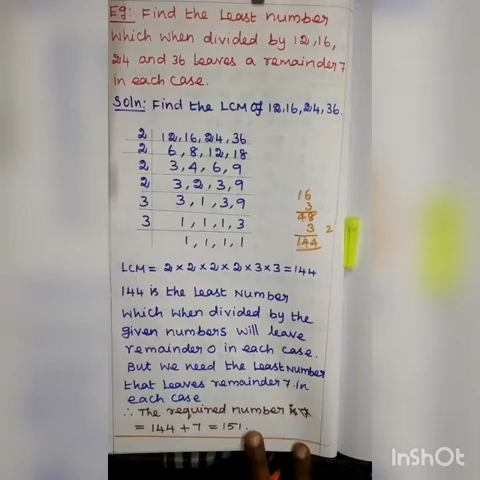 Eg: Find the Least number
which when divided by 12,16,
24 and 36 leaves a remainder 7
in each case.
Soln: Find the LCM of 12,16,24,36.
2 12,16,24,36
2 6,8,12,18
2 3,4,6,9
2 3,2,3,9
3 3,1,3,9
3 1,1,1,3
1,1,1,1
16
3
48
3 2
144
LCM = 2×2×2×2×3×3=144
144 is the Least Number
which when divided by the
given numbers will leave
remainder 0 in each case.
But we need the Least Number
that leaves remainder 7 in
each case
∴ The required number is
= 144 + 7 = 151.
InShOt